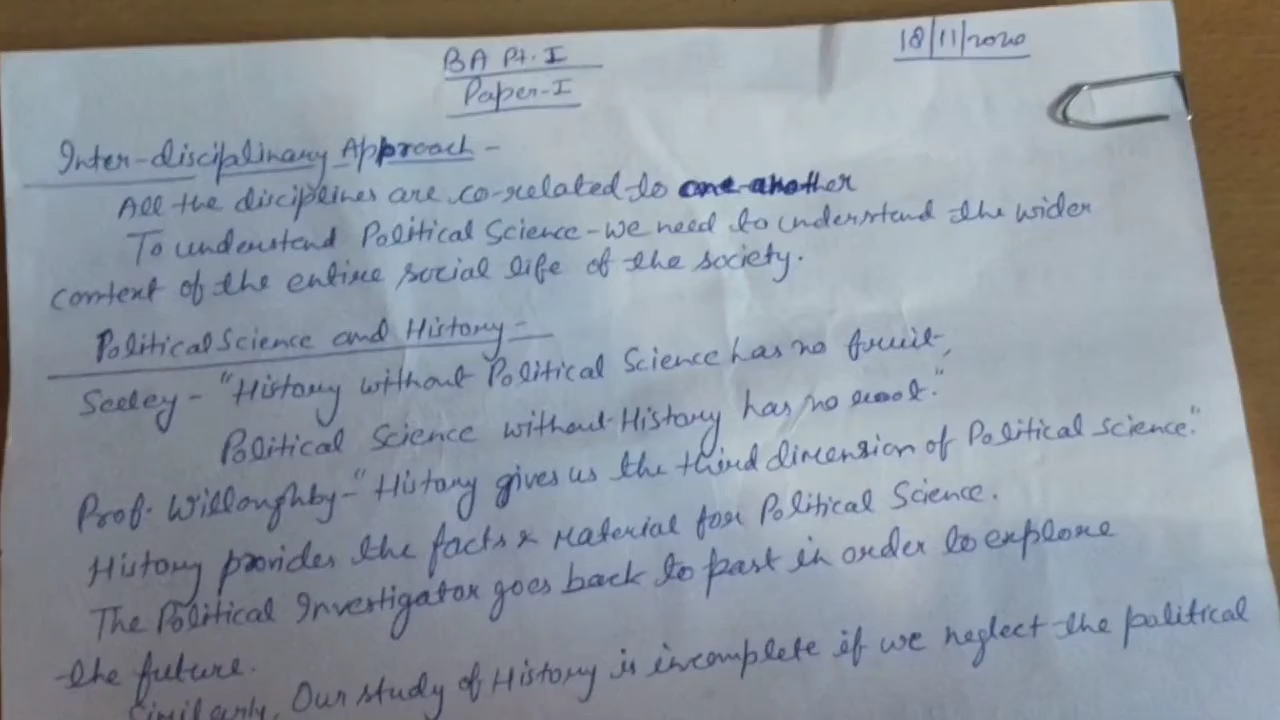 BA Pt. I
18/11/2020
Paper-I
Inter-disciplinary Approach -
All the disciplines are co-related to one another
To understand Political Science - we need to understand the wider
context of the entire social life of the society.
Political Science and History -
Seeley - "History without Political Science has no fruit,
Political Science without History has no root."
Prof. Willoughby - "History gives us the third dimension of Political Science."
History provides the facts & material for Political Science.
The Political Investigator goes back to past in order to explore
the future.
Similarly, Our study of History is incomplete if we neglect the political